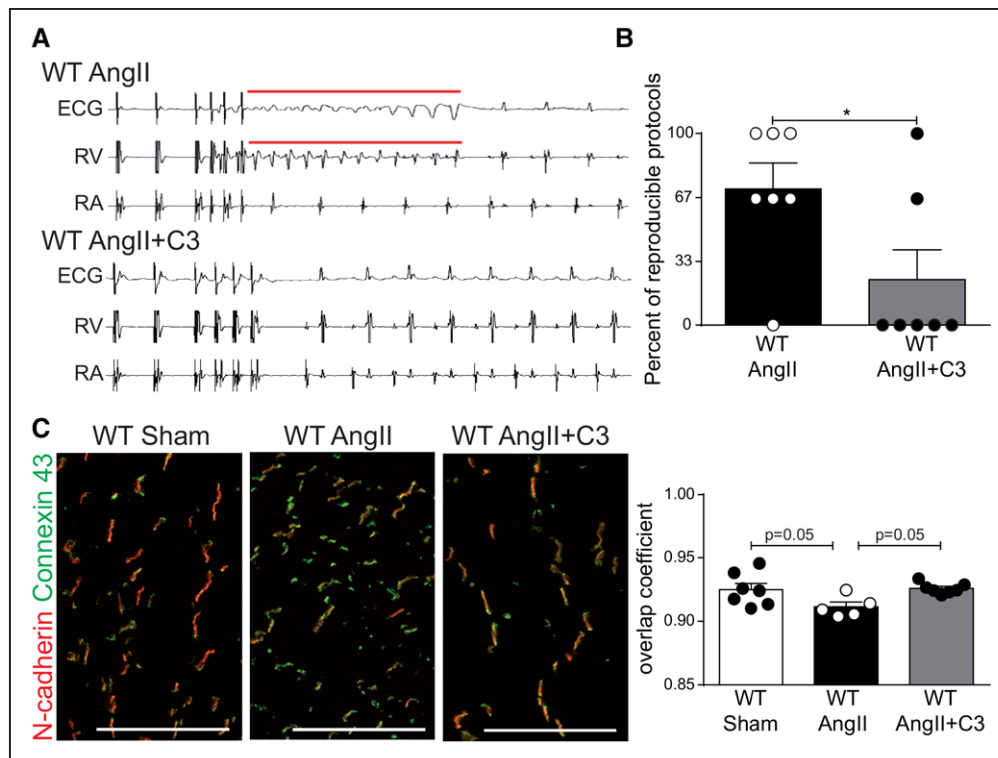 A
WT AngII
ECG
RV
RA
WT AngII+C3
ECG
RV
RA
B
Percent of reproducible protocols
100
67
33
0
*
WT
AngII
WT
AngII+C3
C
WT Sham
WT AngII
WT AngII+C3
N-cadherin Connexin 43
overlap coefficient
1.00
0.95
0.90
0.85
p=0.05
p=0.05
WT
Sham
WT
AngII
WT
AngII+C3